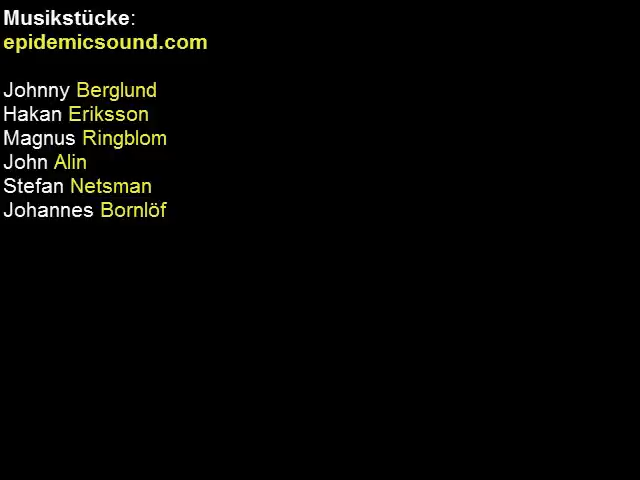 Musikstücke:
epidemicsound.com
Johnny Berglund
Hakan Eriksson
Magnus Ringblom
John Alin
Stefan Netsman
Johannes Bornlöf